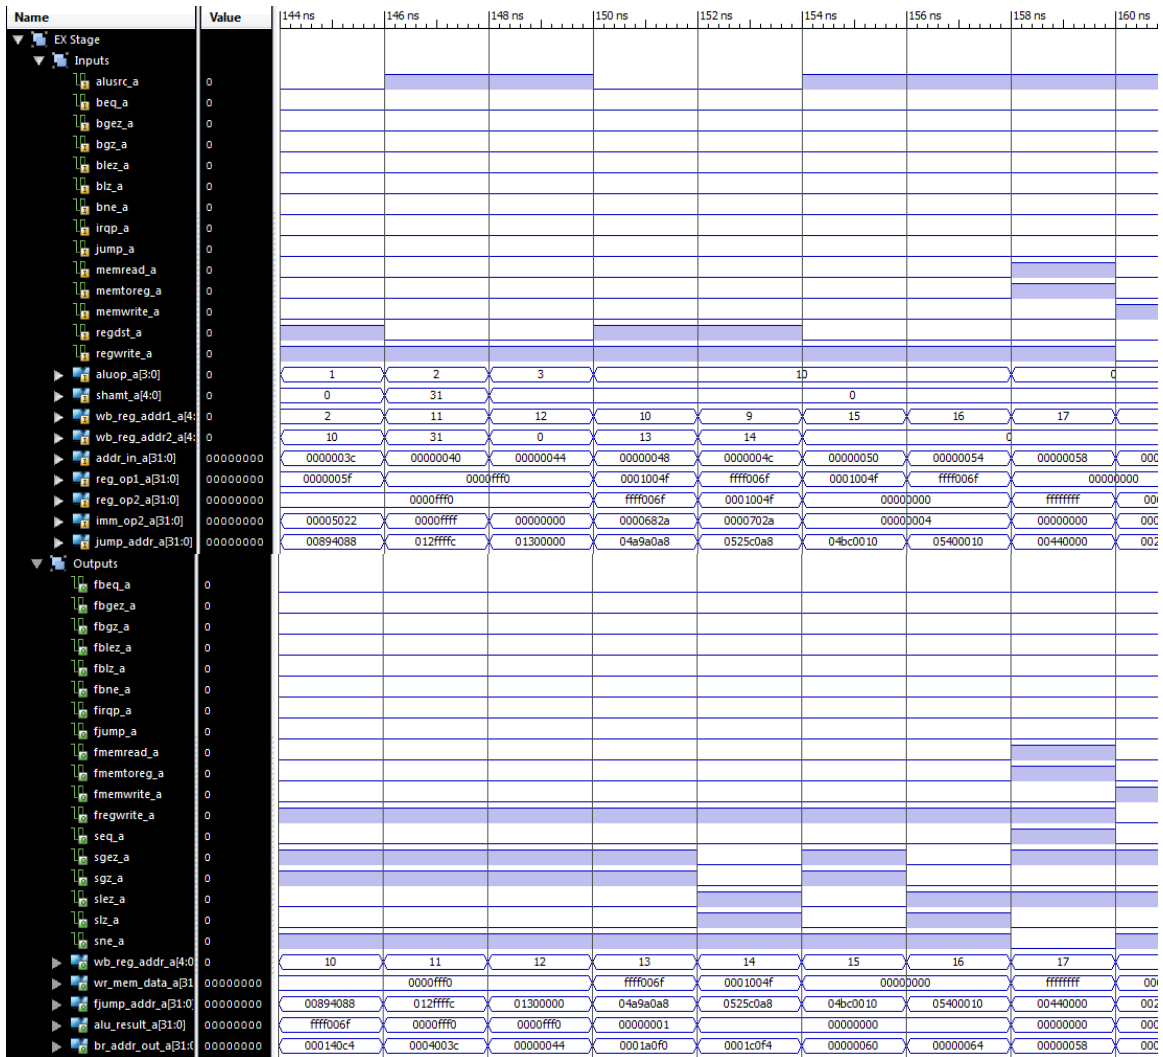 Name Value 144 ns 146 ns 148 ns 150 ns 152 ns 154 ns 156 ns 158 ns 160 ns
EX Stage
Inputs
alusrc_a 0
beq_a 0
bgez_a 0
bgz_a 0
blez_a 0
blz_a 0
bne_a 0
irqp_a 0
jump_a 0
memread_a 0
memtoreg_a 0
memwrite_a 0
regdst_a 0
regwrite_a 0
aluop_a[3:0] 0 1 2 3 10 0
shamt_a[4:0] 0 0 31 0
wb_reg_addr1_a[4: 0 2 11 12 10 9 15 16 17
wb_reg_addr2_a[4: 0 10 31 0 13 14 0
addr_in_a[31:0] 00000000 0000003c 00000040 00000044 00000048 0000004c 00000050 00000054 00000058 000
reg_op1_a[31:0] 00000000 0000005f 0000fff0 0001004f ffff006f 0001004f ffff006f 00000000
reg_op2_a[31:0] 00000000 0000fff0 ffff006f 0001004f 00000000 ffffffff 000
imm_op2_a[31:0] 00000000 00005022 0000ffff 00000000 0000682a 0000702a 00000004 00000000 000
jump_addr_a[31:0] 00000000 00894088 012ffffc 01300000 04a9a0a8 0525c0a8 04bc0010 05400010 00440000 002
Outputs
fbeq_a 0
fbgez_a 0
fbgz_a 0
fblez_a 0
fblz_a 0
fbne_a 0
firqp_a 0
fjump_a 0
fmemread_a 0
fmemtoreg_a 0
fmemwrite_a 0
fregwrite_a 0
seq_a 0
sgez_a 0
sgz_a 0
slez_a 0
slz_a 0
sne_a 0
wb_reg_addr_a[4:0 0 10 11 12 13 14 15 16 17
wr_mem_data_a[31 00000000 0000fff0 ffff006f 0001004f 00000000 ffffffff 000
fjump_addr_a[31:0] 00000000 00894088 012ffffc 01300000 04a9a0a8 0525c0a8 04bc0010 05400010 00440000 002
alu_result_a[31:0] 00000000 ffff006f 0000fff0 0000fff0 00000001 00000000 00000000 000
br_addr_out_a[31:( 00000000 000140c4 0004003c 00000044 0001a0f0 0001c0f4 00000060 00000064 00000058 000